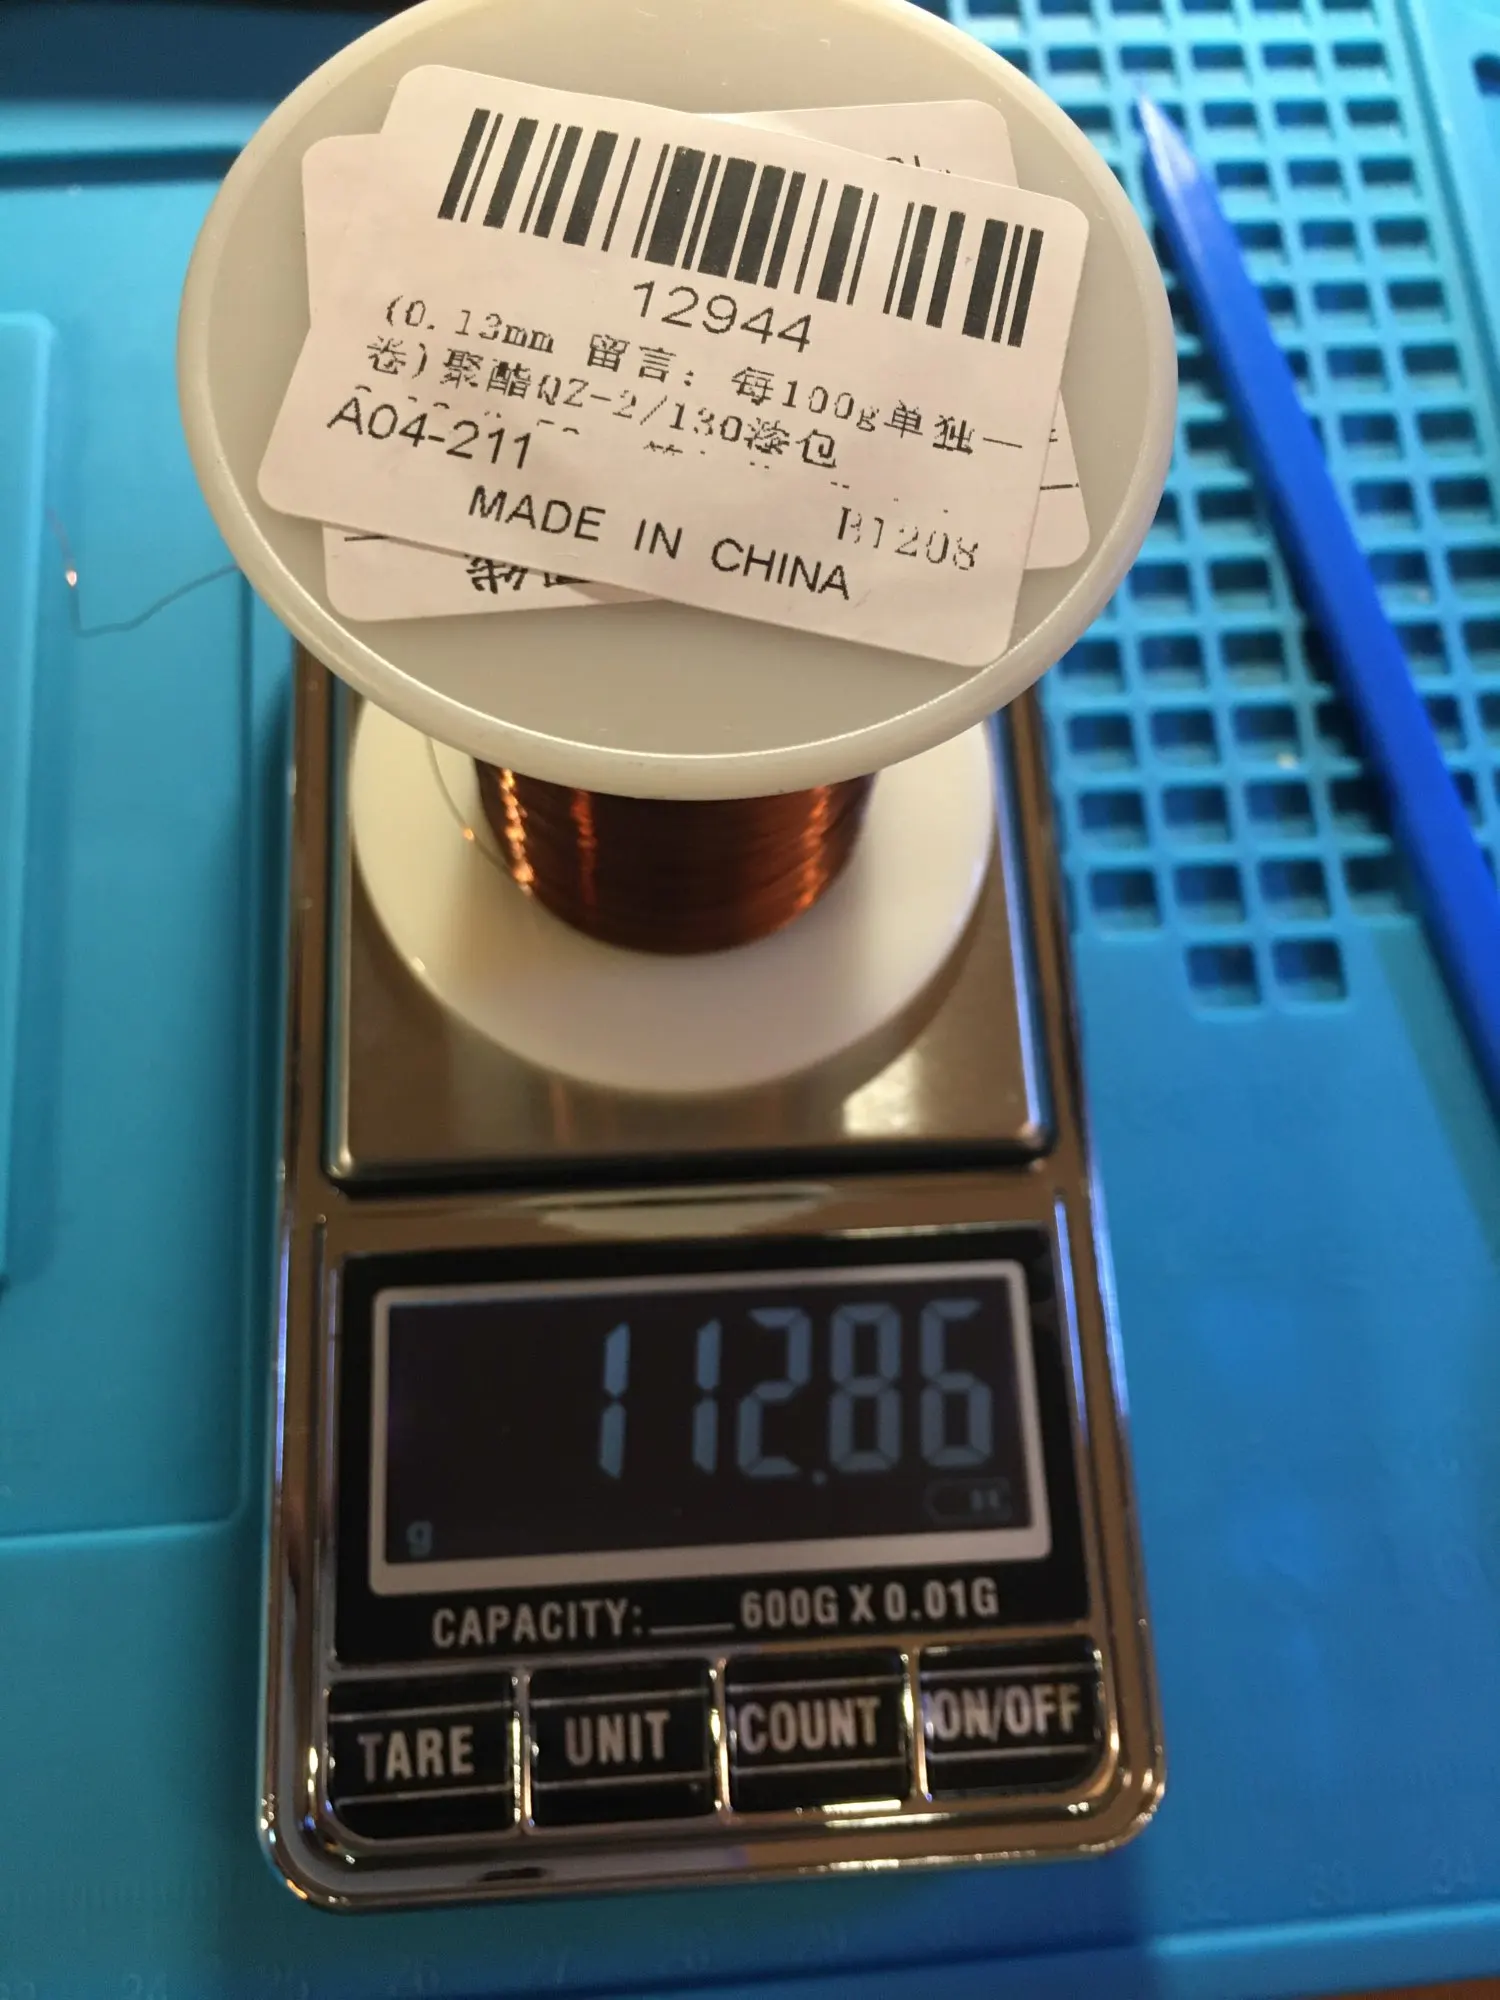 12944
(0.13mm 留言: 每100g单独一
卷)聚酯QZ-2/130漆包
A04-211
B1208
MADE IN CHINA
112.86
g
CAPACITY: 600G X 0.01G
TARE UNIT COUNT ON/OFF